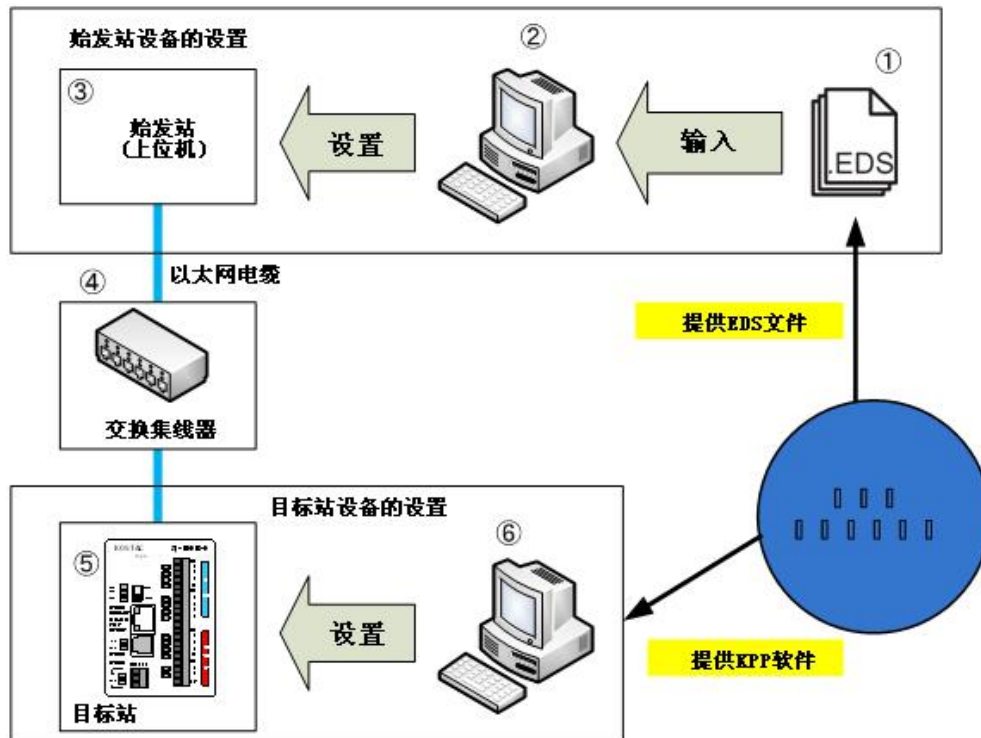 始发站设备的设置
②
①
③
始发站
(上位机)
设置
输入
.EDS
以太网电缆
④
提供EDS文件
交换集线器
目标站设备的设置
⑤
⑥
设置
提供KPP软件
目标站